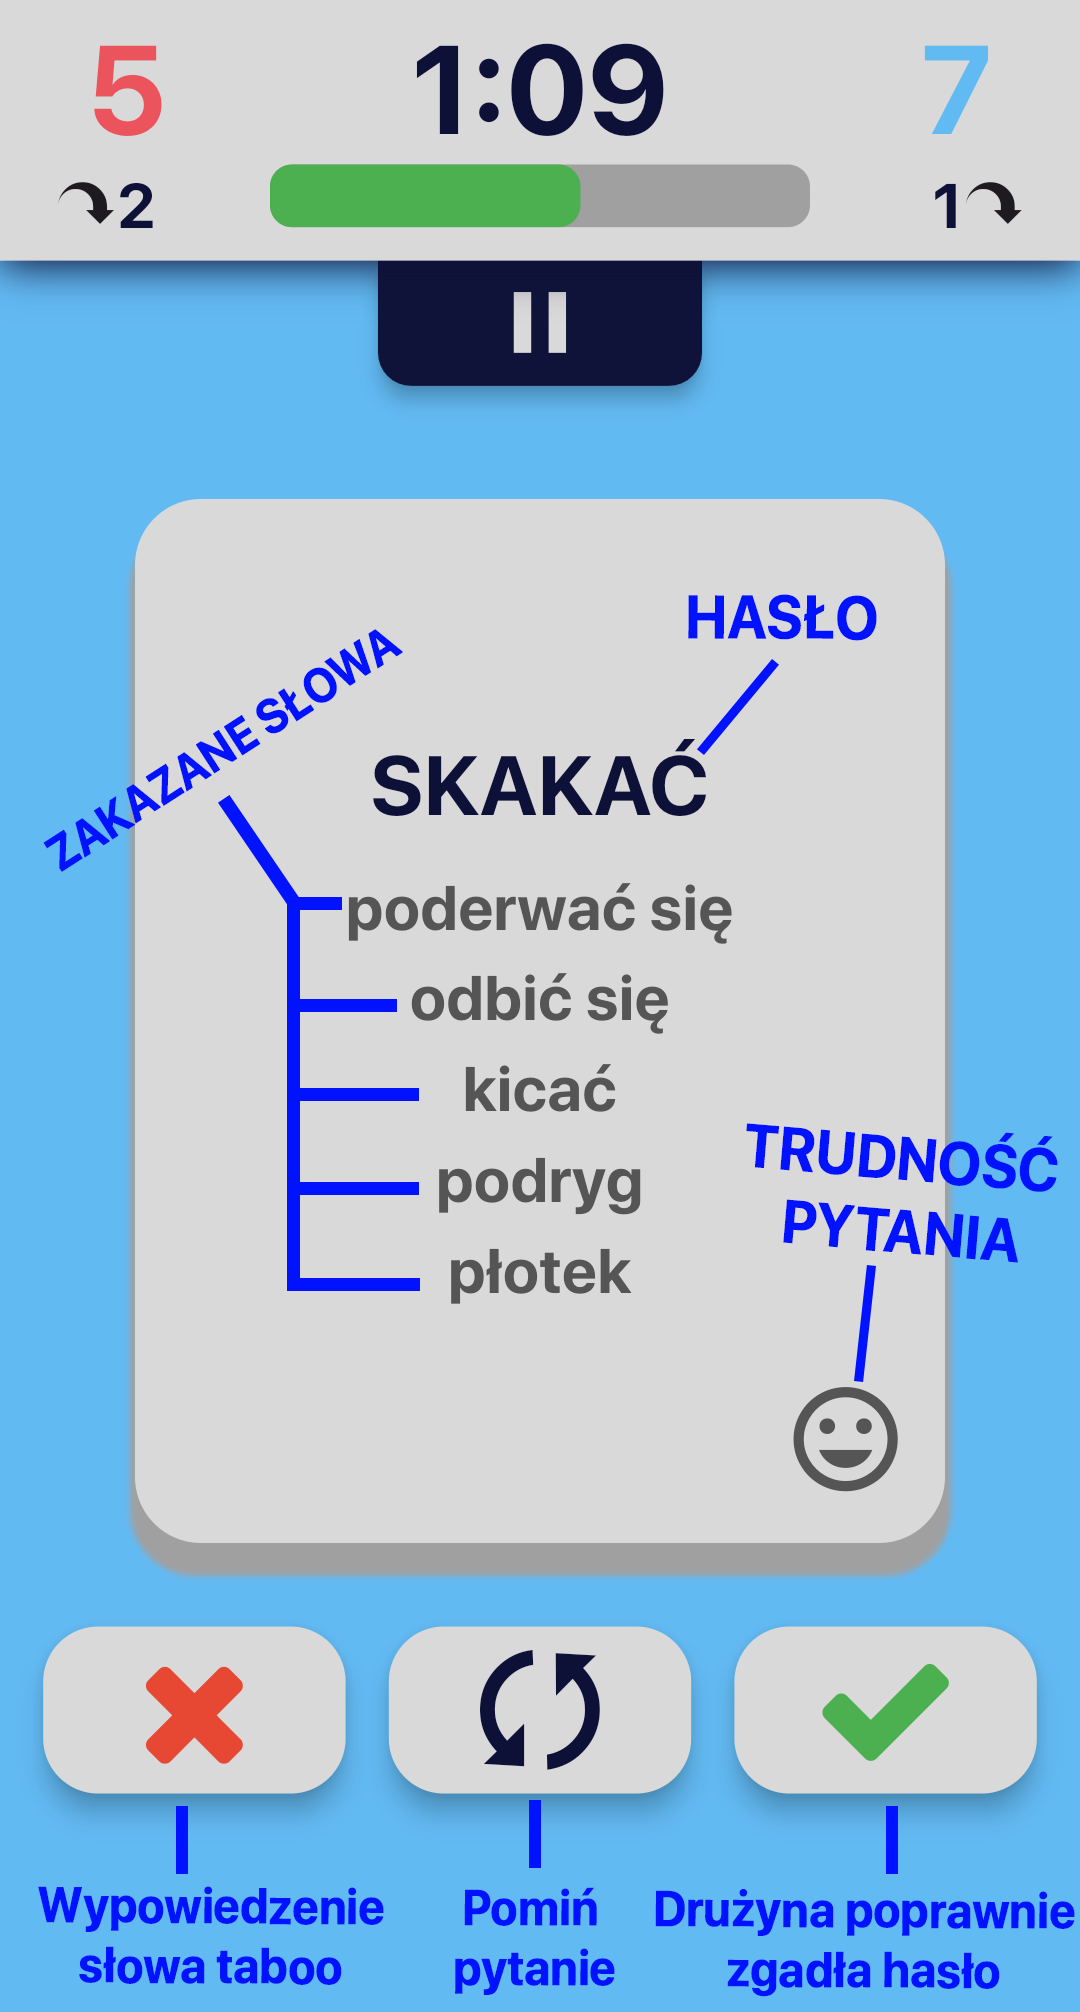 5 1:09 7
2 1
HASŁO
ZAKAZANE SŁOWA
SKAKAĆ
poderwać się
odbić się
kicać
podryg
płotek
TRUDNOŚĆ
PYTANIA
Wypowiedzenie
słowa taboo
Pomiń
pytanie
Drużyna poprawnie
zgadła hasło